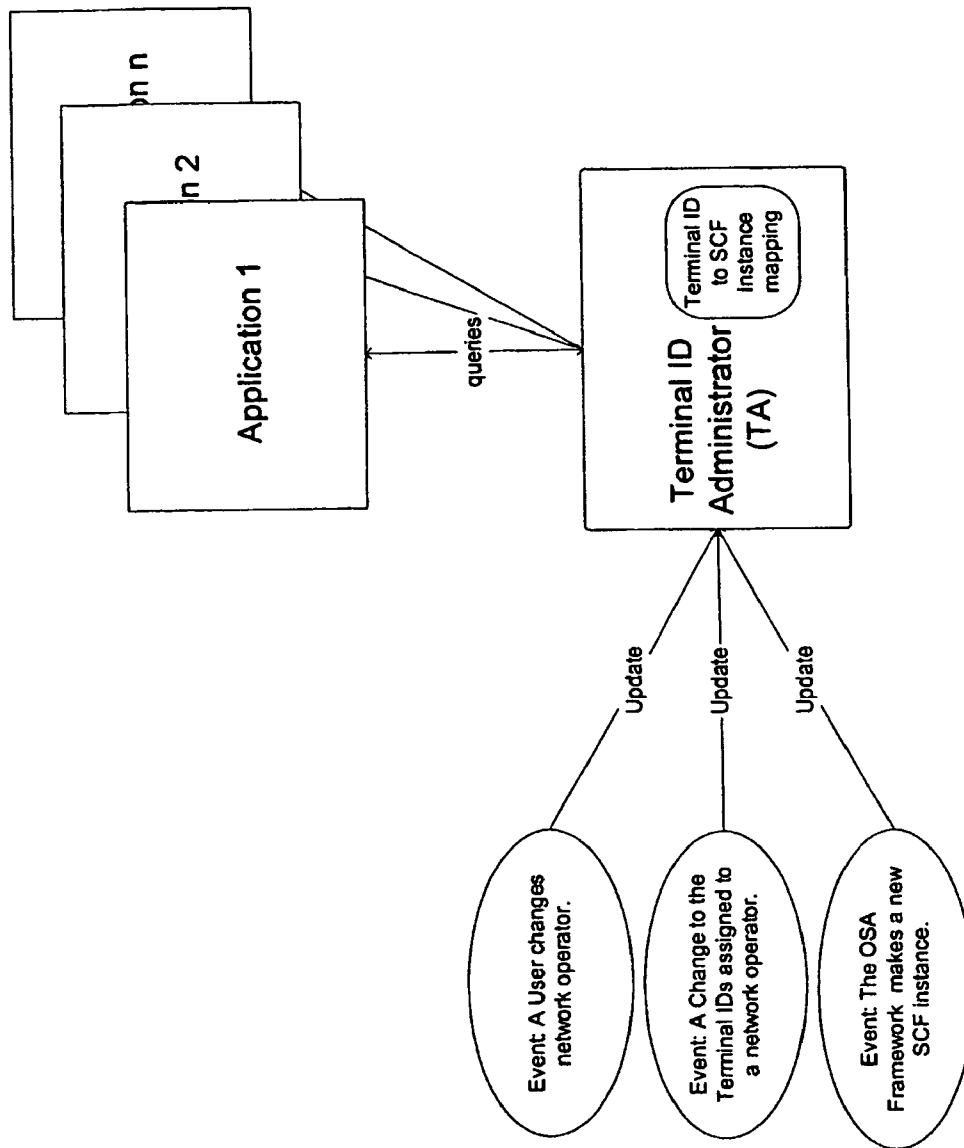 on n
n 2
Application 1
queries
Terminal ID
Administrator
(TA)
Terminal ID
to SCF
Instance
mapping
Update
Update
Update
Event: A User changes
network operator.
Event: A Change to the
Terminal IDs assigned to
a network operator.
Event: The OSA
Framework makes a new
SCF instance.